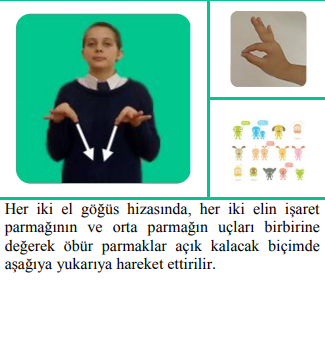 Her iki el göğüs hizasında, her iki elin işaret
parmağının ve orta parmağın uçları birbirine
değerek öbür parmaklar açık kalacak biçimde
aşağıya yukarıya hareket ettirilir.